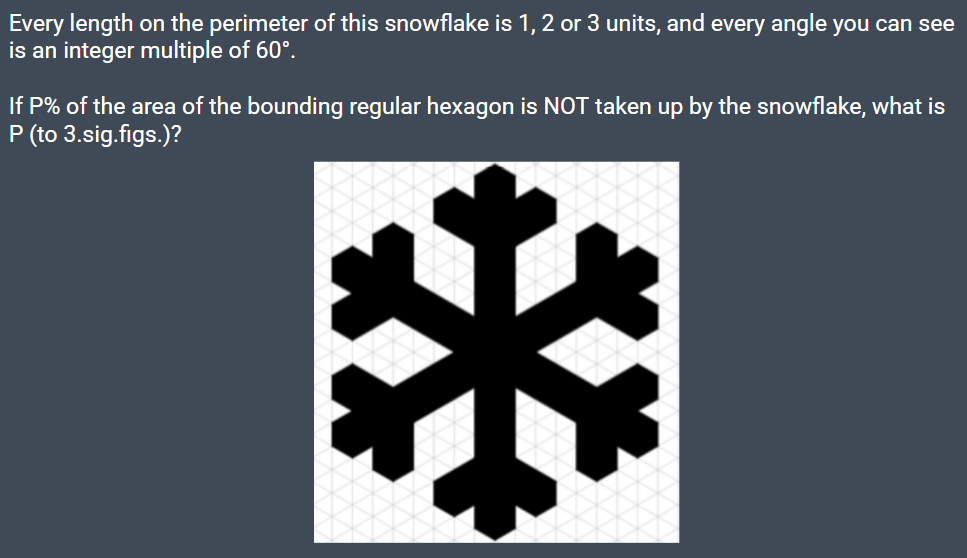 Every length on the perimeter of this snowflake is 1, 2 or 3 units, and every angle you can see
is an integer multiple of 60°.
If P% of the area of the bounding regular hexagon is NOT taken up by the snowflake, what is
P (to 3.sig.figs.)?